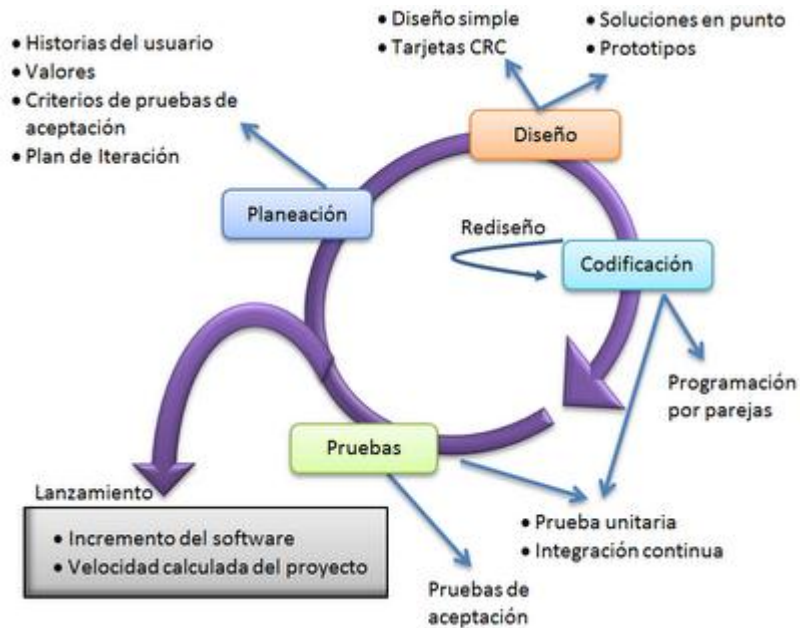 • Diseño simple
• Tarjetas CRC
• Soluciones en punto
• Prototipos
• Historias del usuario
• Valores
• Criterios de pruebas de
aceptación
• Plan de Iteración
Diseño
Planeación
Rediseño
Codificación
Programación
por parejas
Pruebas
Lanzamiento
• Incremento del software
• Velocidad calculada del proyecto
• Prueba unitaria
• Integración continua
Pruebas de
aceptación